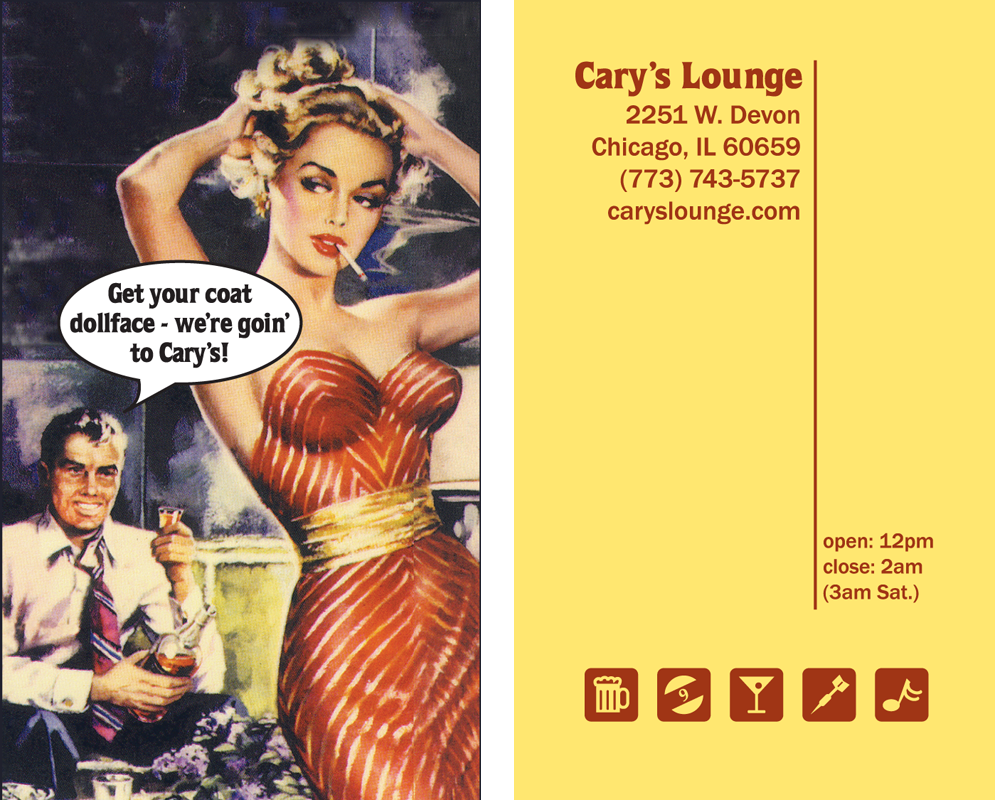 Get your coat
dollface - we're goin'
to Cary's!
Cary's Lounge
2251 W. Devon
Chicago, IL 60659
(773) 743-5737
caryslounge.com
open: 12pm
close: 2am
(3am Sat.)
9